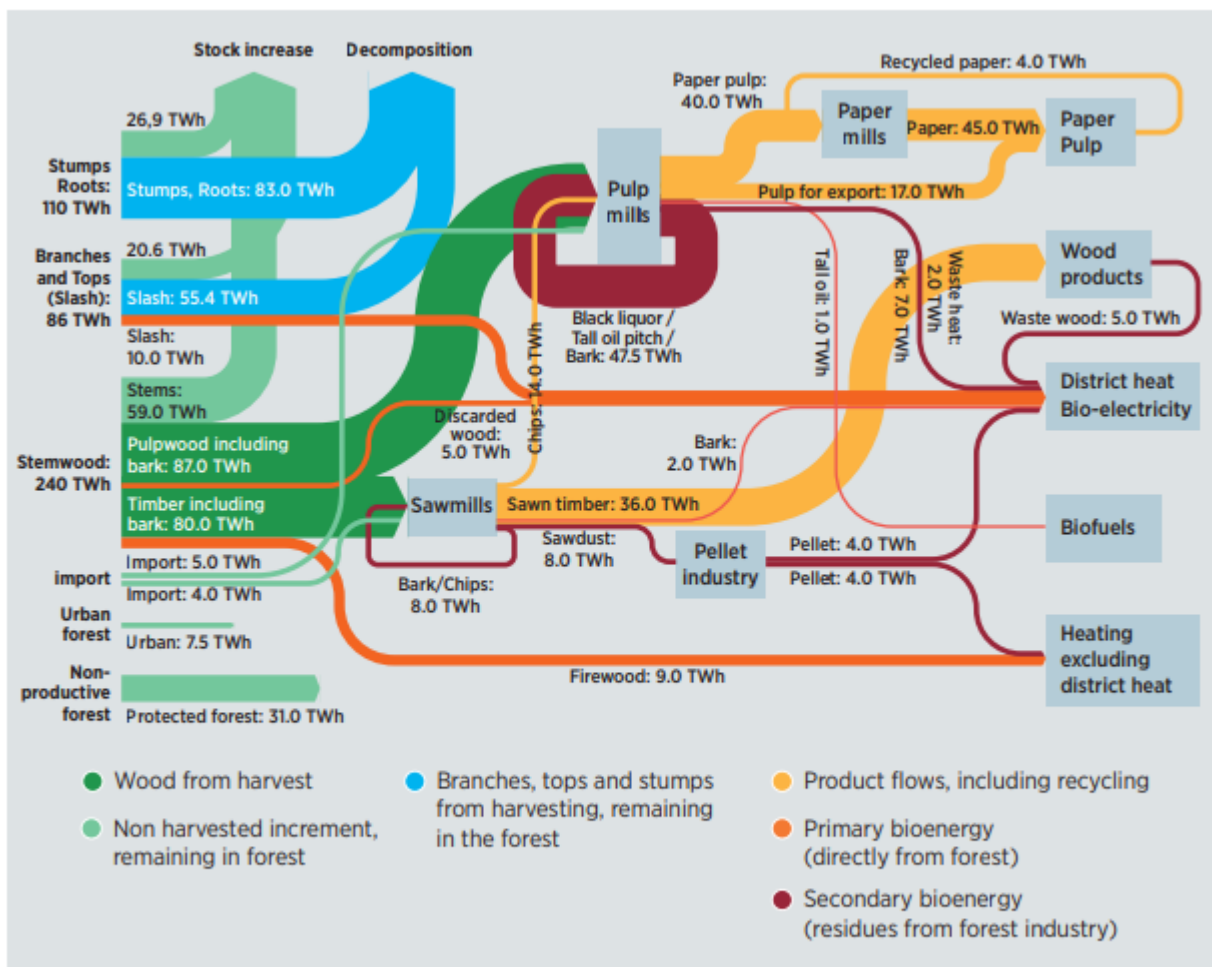 Stock increase
Decomposition
26,9 TWh
Stumps
Roots:
110 TWh
Stumps, Roots: 83.0 TWh
20.6 TWh
Branches
and Tops
(Slash):
86 TWh
Slash: 55.4 TWh
Slash:
10.0 TWh
Stems:
59.0 TWh
Stemwood:
240 TWh
Pulpwood including
bark: 87.0 TWh
Timber including
bark: 80.0 TWh
import
Import: 5.0 TWh
Import: 4.0 TWh
Urban
forest
Urban: 7.5 TWh
Non-
productive
forest
Protected forest: 31.0 TWh
Paper pulp:
40.0 TWh
Recycled paper: 4.0 TWh
Paper
mills
Paper: 45.0 TWh
Paper
Pulp
Pulp
mills
Pulp for export: 17.0 TWh
Black liquor /
Tall oil pitch /
Bark: 47.5 TWh
Chips: 14.0 TWh
Discarded
wood:
5.0 TWh
Tall oil: 1.0 TWh
Bark: 7.0 TWh
Waste heat:
2.0 TWh
Wood
products
Waste wood: 5.0 TWh
District heat
Bio-electricity
Bark:
2.0 TWh
Sawmills
Sawn timber: 36.0 TWh
Sawdust:
8.0 TWh
Bark/Chips:
8.0 TWh
Pellet
industry
Pellet: 4.0 TWh
Pellet: 4.0 TWh
Biofuels
Firewood: 9.0 TWh
Heating
excluding
district heat
Wood from harvest
Non harvested increment,
remaining in forest
Branches, tops and stumps
from harvesting, remaining
in the forest
Product flows, including recycling
Primary bioenergy
(directly from forest)
Secondary bioenergy
(residues from forest industry)